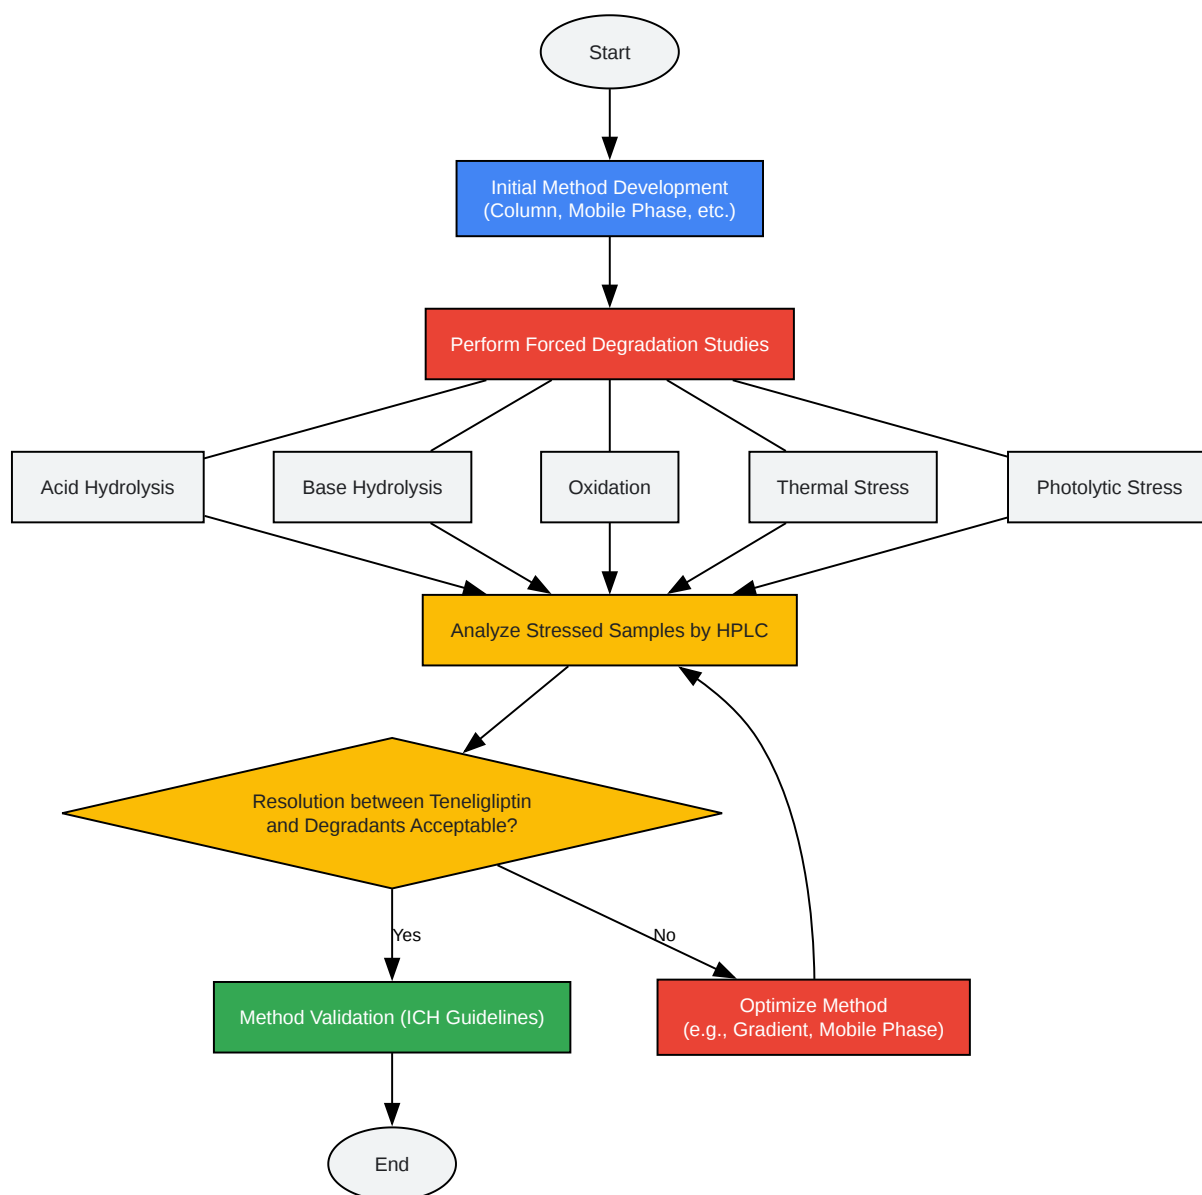 Start
Initial Method Development
(Column, Mobile Phase, etc.)
Perform Forced Degradation Studies
Acid Hydrolysis
Base Hydrolysis
Oxidation
Thermal Stress
Photolytic Stress
Analyze Stressed Samples by HPLC
Resolution between Teneligliptin
and Degradants Acceptable?
Yes
No
Optimize Method
(e.g., Gradient, Mobile Phase)
Method Validation (ICH Guidelines)
End